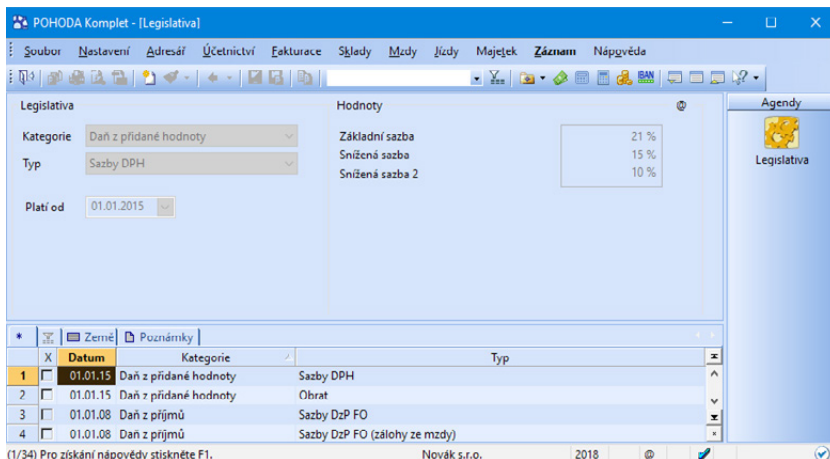 POHODA Komplet - [Legislativa]
Soubor Nastavení Adresář Účetnictví Fakturace Sklady Mzdy Jízdy Majetek Záznam Nápověda
IBAN
Legislativa
Hodnoty
@
Agendy
Kategorie Daň z přidané hodnoty
Základní sazba 21 %
Typ Sazby DPH
Snížená sazba 15 %
Snížená sazba 2 10 %
Legislativa
Platí od 01.01.2015
* Země Poznámky
X Datum Kategorie Typ
1 01.01.15 Daň z přidané hodnoty Sazby DPH
2 01.01.15 Daň z přidané hodnoty Obrat
3 01.01.08 Daň z příjmů Sazby DzP FO
4 01.01.08 Daň z příjmů Sazby DzP FO (zálohy ze mzdy)
(1/34) Pro získání nápovědy stiskněte F1. Novák s.r.o. 2018 @